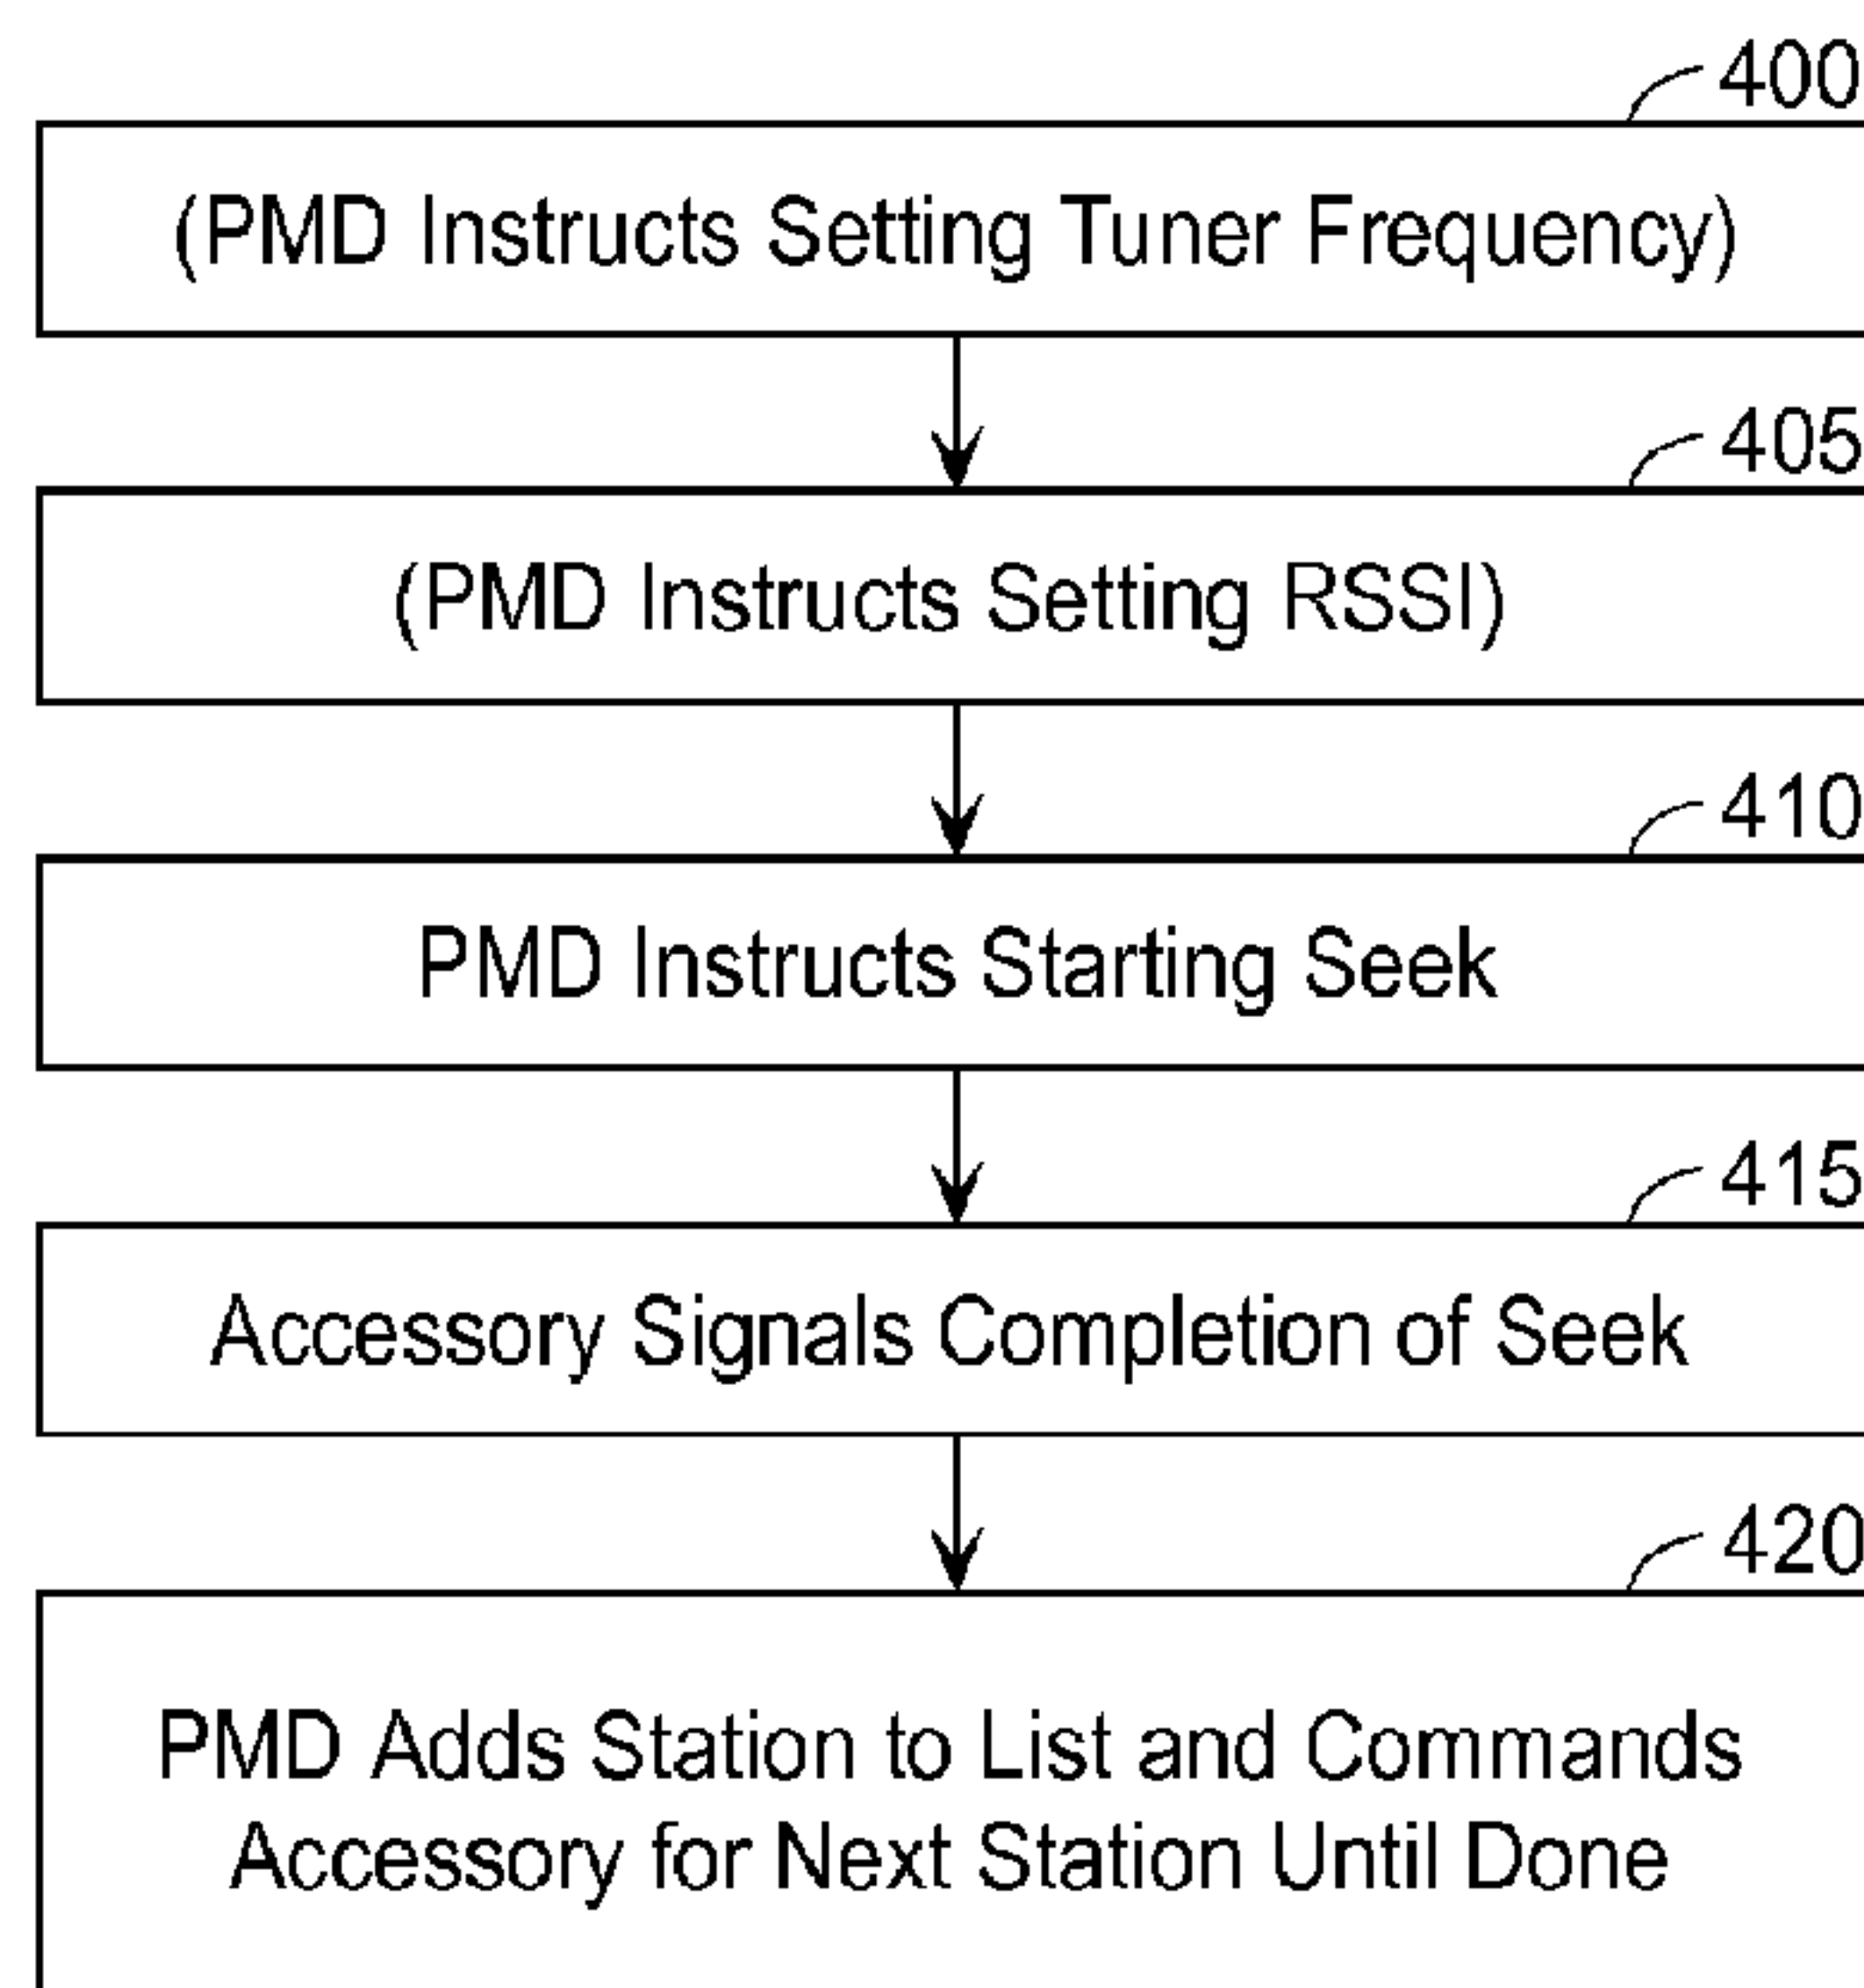 400
(PMD Instructs Setting Tuner Frequency)
405
(PMD Instructs Setting RSSI)
410
PMD Instructs Starting Seek
415
Accessory Signals Completion of Seek
420
PMD Adds Station to List and Commands
Accessory for Next Station Until Done